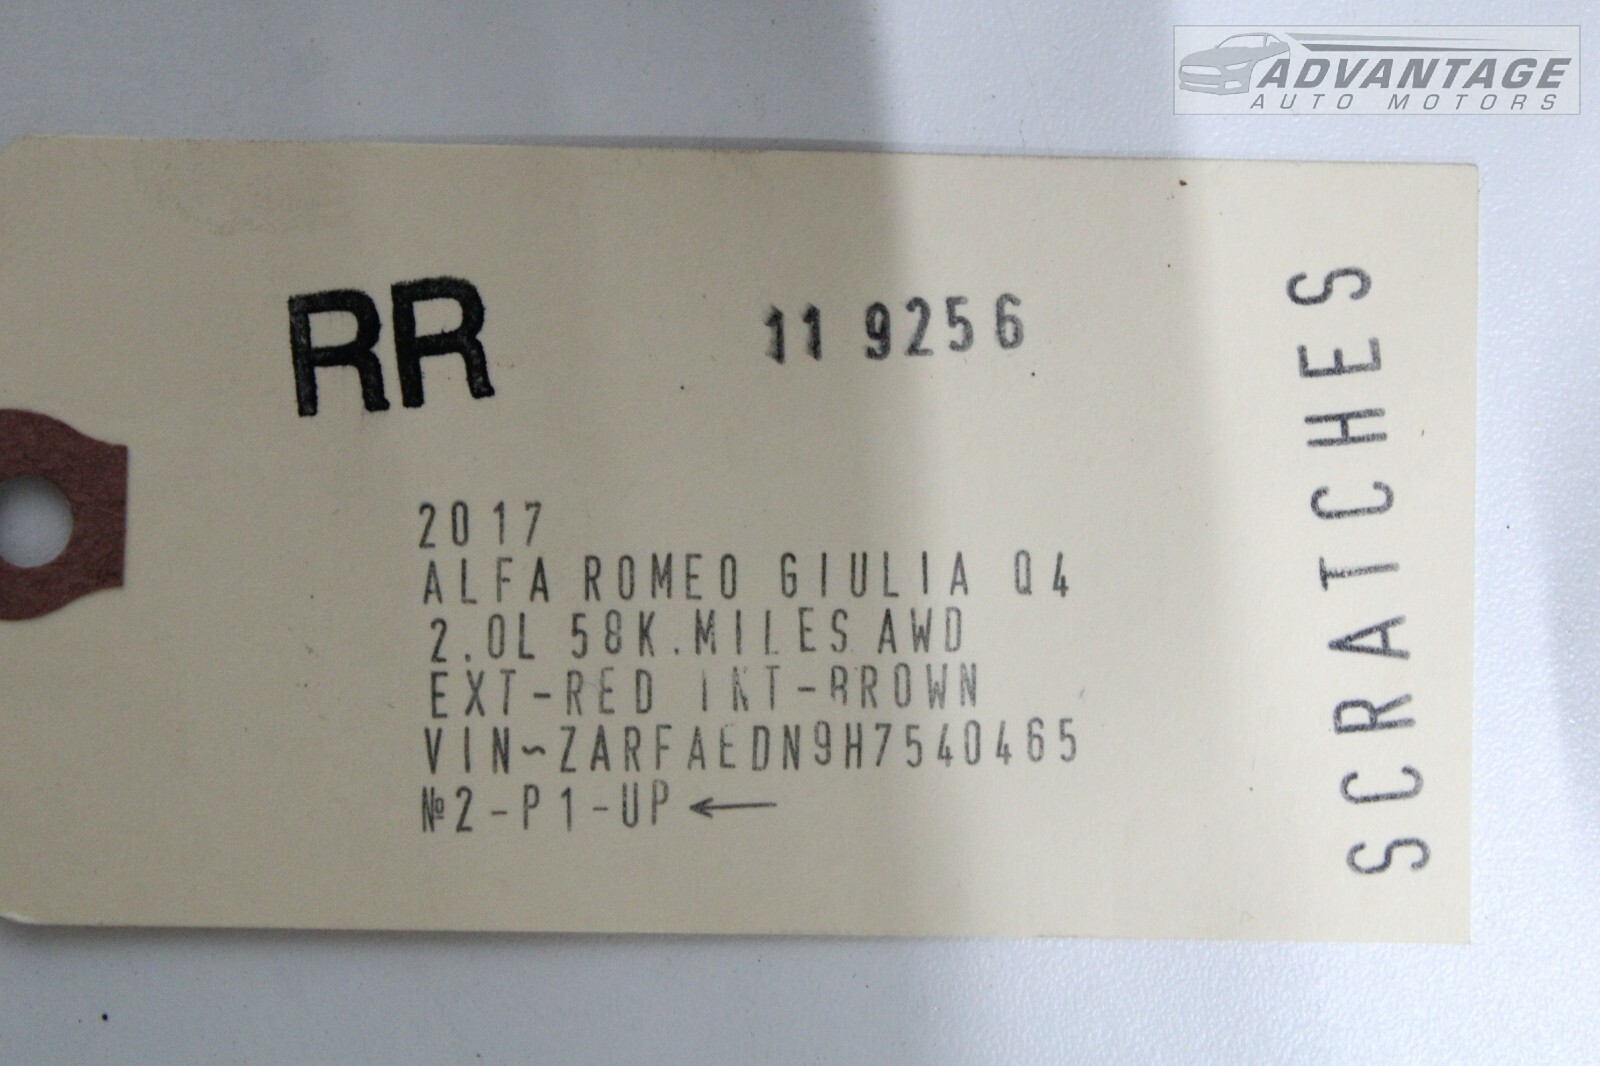 ADVANTAGE
AUTO MOTORS
RR
11 9256
2017
ALFA ROMEO GIULIA Q4
2.0L 58K.MILES AWD
EXT-RED INT-BROWN
VIN~ZARFAEDN9H7540465
№2-P1-UP←
SCRATCHES